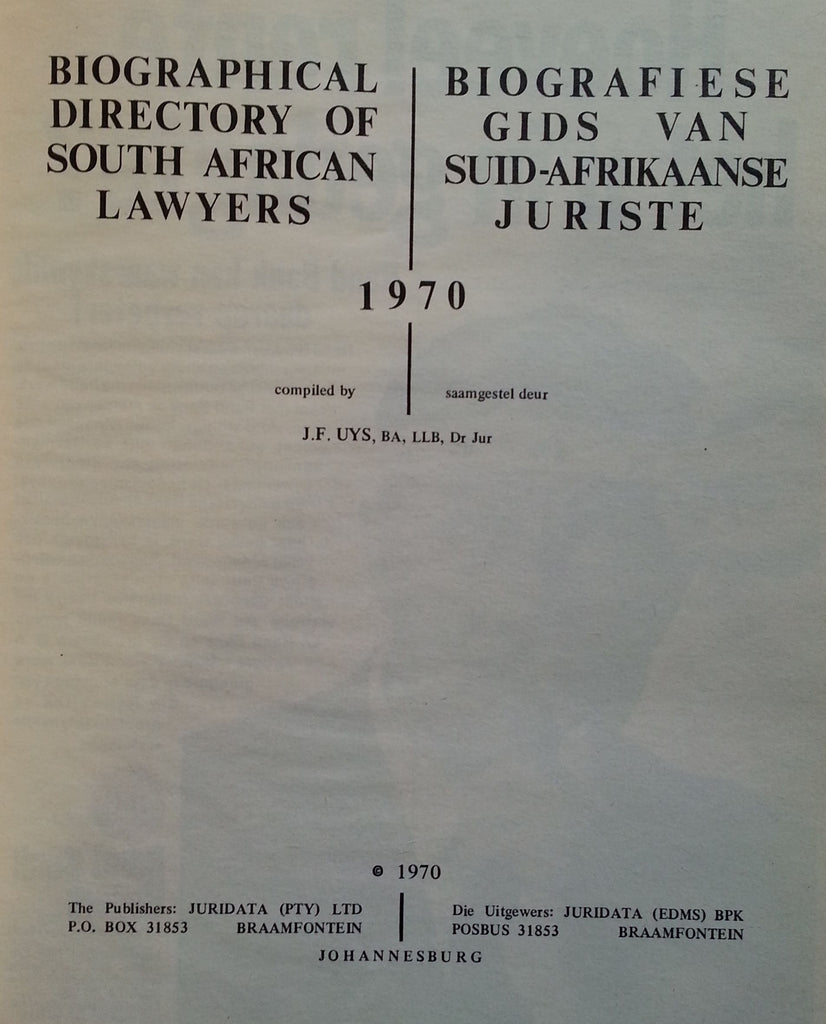 BIOGRAPHICAL
DIRECTORY OF
SOUTH AFRICAN
LAWYERS
BIOGRAFIESE
GIDS VAN
SUID-AFRIKAANSE
JURISTE
1970
compiled by
saamgestel deur
J.F. UYS, BA, LLB, Dr Jur
© 1970
The Publishers: JURIDATA (PTY) LTD
P.O. BOX 31853 BRAAMFONTEIN
Die Uitgewers: JURIDATA (EDMS) BPK
POSBUS 31853 BRAAMFONTEIN
JOHANNESBURG